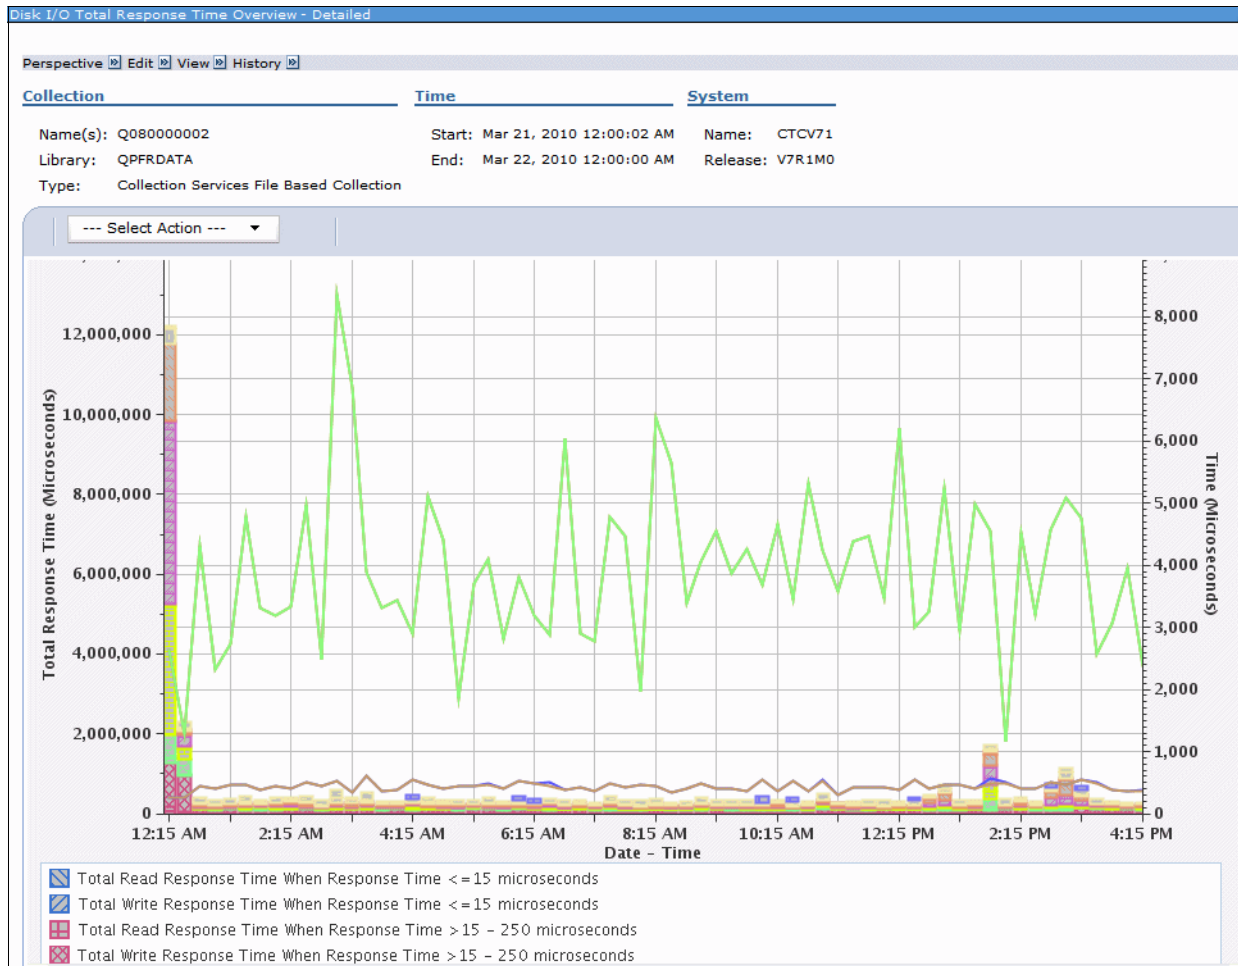 Disk I/O Total Response Time Overview - Detailed
Perspective Edit View History
Collection Time System
Name(s): Q080000002 Start: Mar 21, 2010 12:00:02 AM Name: CTCV71
Library: QPFRDATA End: Mar 22, 2010 12:00:00 AM Release: V7R1M0
Type: Collection Services File Based Collection
--- Select Action ---
12,000,000
10,000,000
8,000,000
6,000,000
4,000,000
2,000,000
0
Total Response Time (Microseconds)
8,000
7,000
6,000
5,000
4,000
3,000
2,000
1,000
0
Time (Microseconds)
12:15 AM 2:15 AM 4:15 AM 6:15 AM 8:15 AM 10:15 AM 12:15 PM 2:15 PM 4:15 PM
Date - Time
Total Read Response Time When Response Time <=15 microseconds
Total Write Response Time When Response Time <=15 microseconds
Total Read Response Time When Response Time >15 - 250 microseconds
Total Write Response Time When Response Time >15 - 250 microseconds